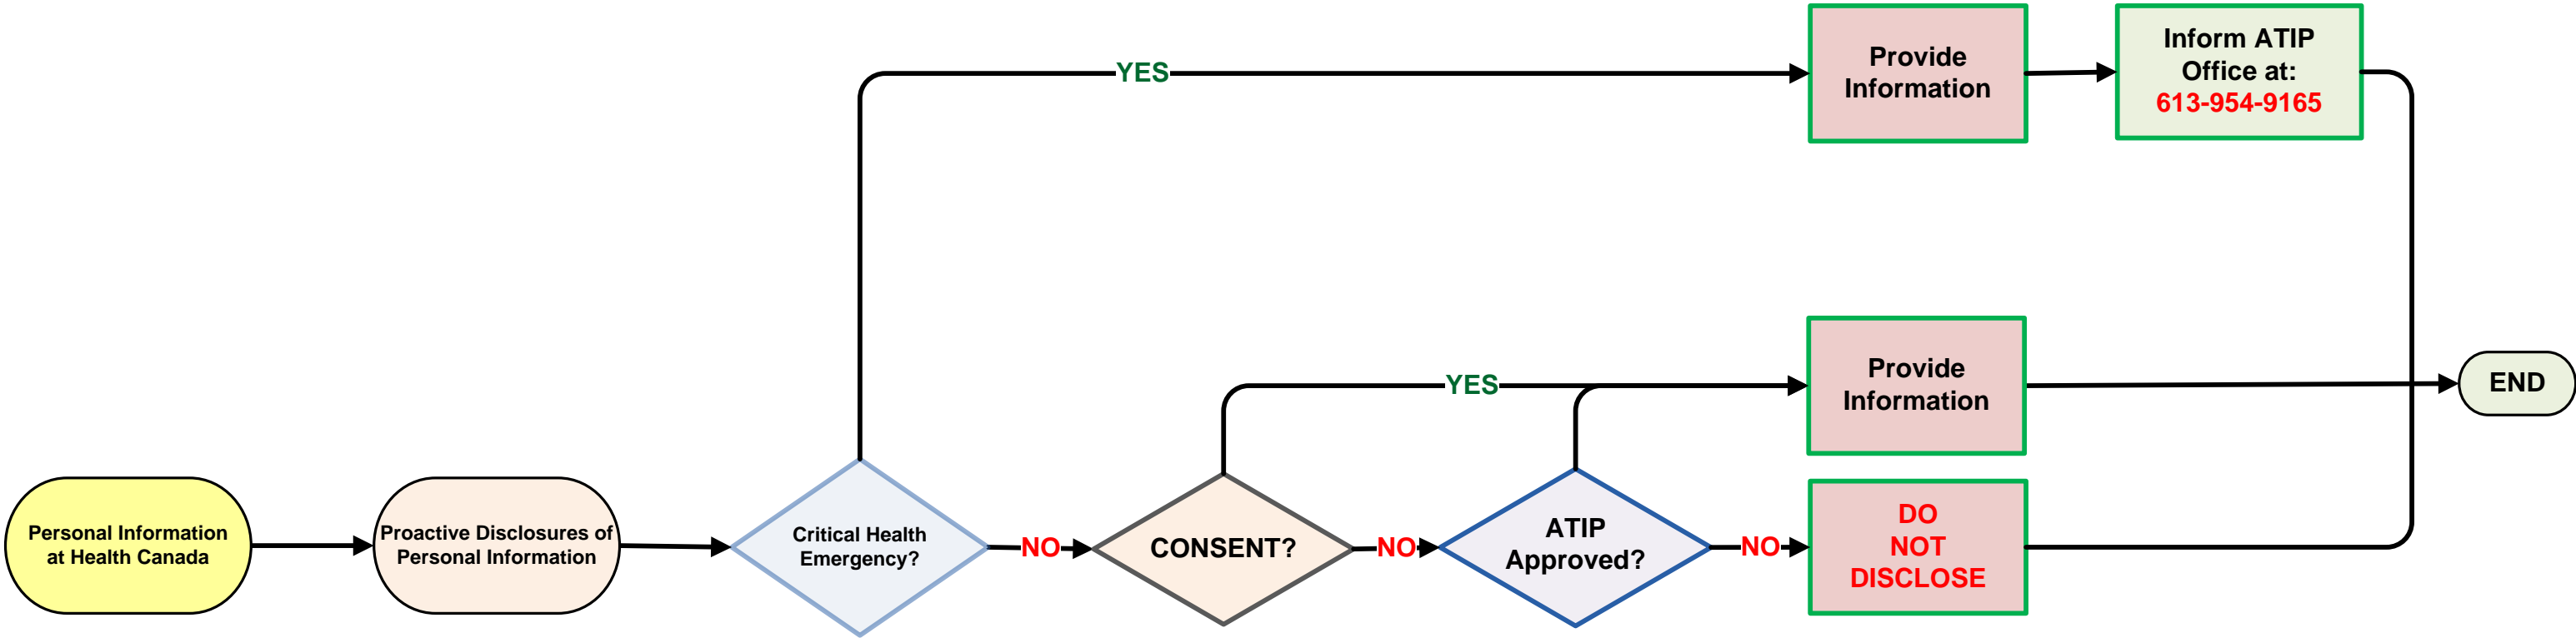 YES
Provide
Information
Inform ATIP
Office at:
613-954-9165
YES
Provide
Information
END
Personal Information
at Health Canada
Proactive Disclosures of
Personal Information
Critical Health
Emergency?
NO
CONSENT?
NO
ATIP
Approved?
NO
DO
NOT
DISCLOSE